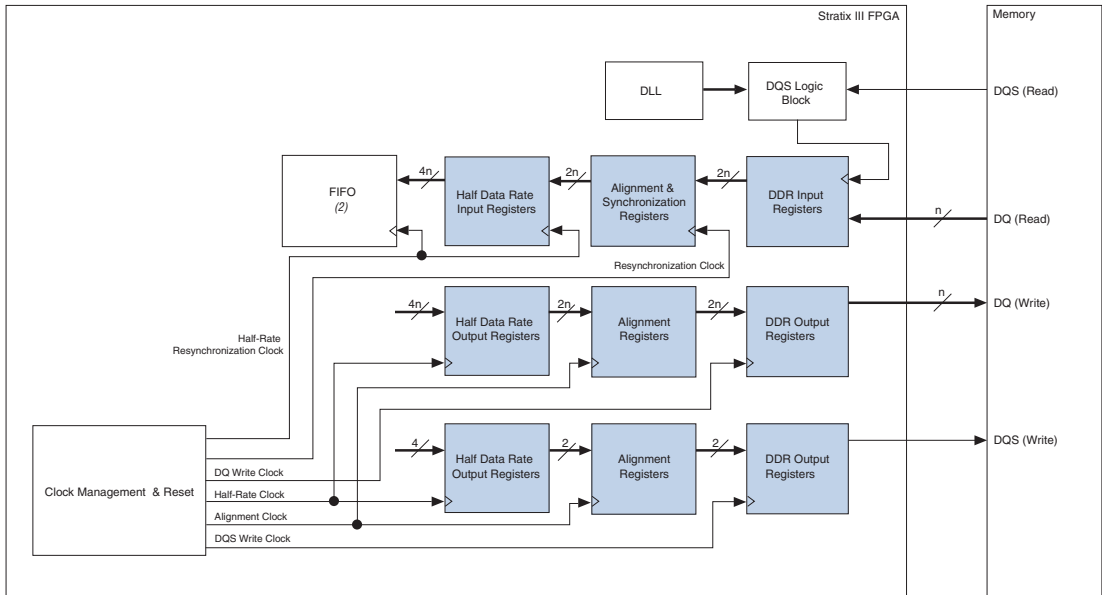 Stratix III FPGA
Memory
DLL
DQS Logic
Block
DQS (Read)
FIFO
(2)
4n
Half Data Rate
Input Registers
2n
Alignment &
Synchronization
Registers
2n
DDR Input
Registers
n
DQ (Read)
Resynchronization Clock
4n
Half Data Rate
Output Registers
2n
Alignment
Registers
2n
DDR Output
Registers
n
DQ (Write)
Half-Rate
Resynchronization Clock
4
Half Data Rate
Output Registers
2
Alignment
Registers
2
DDR Output
Registers
DQS (Write)
Clock Management & Reset
DQ Write Clock
Half-Rate Clock
Alignment Clock
DQS Write Clock